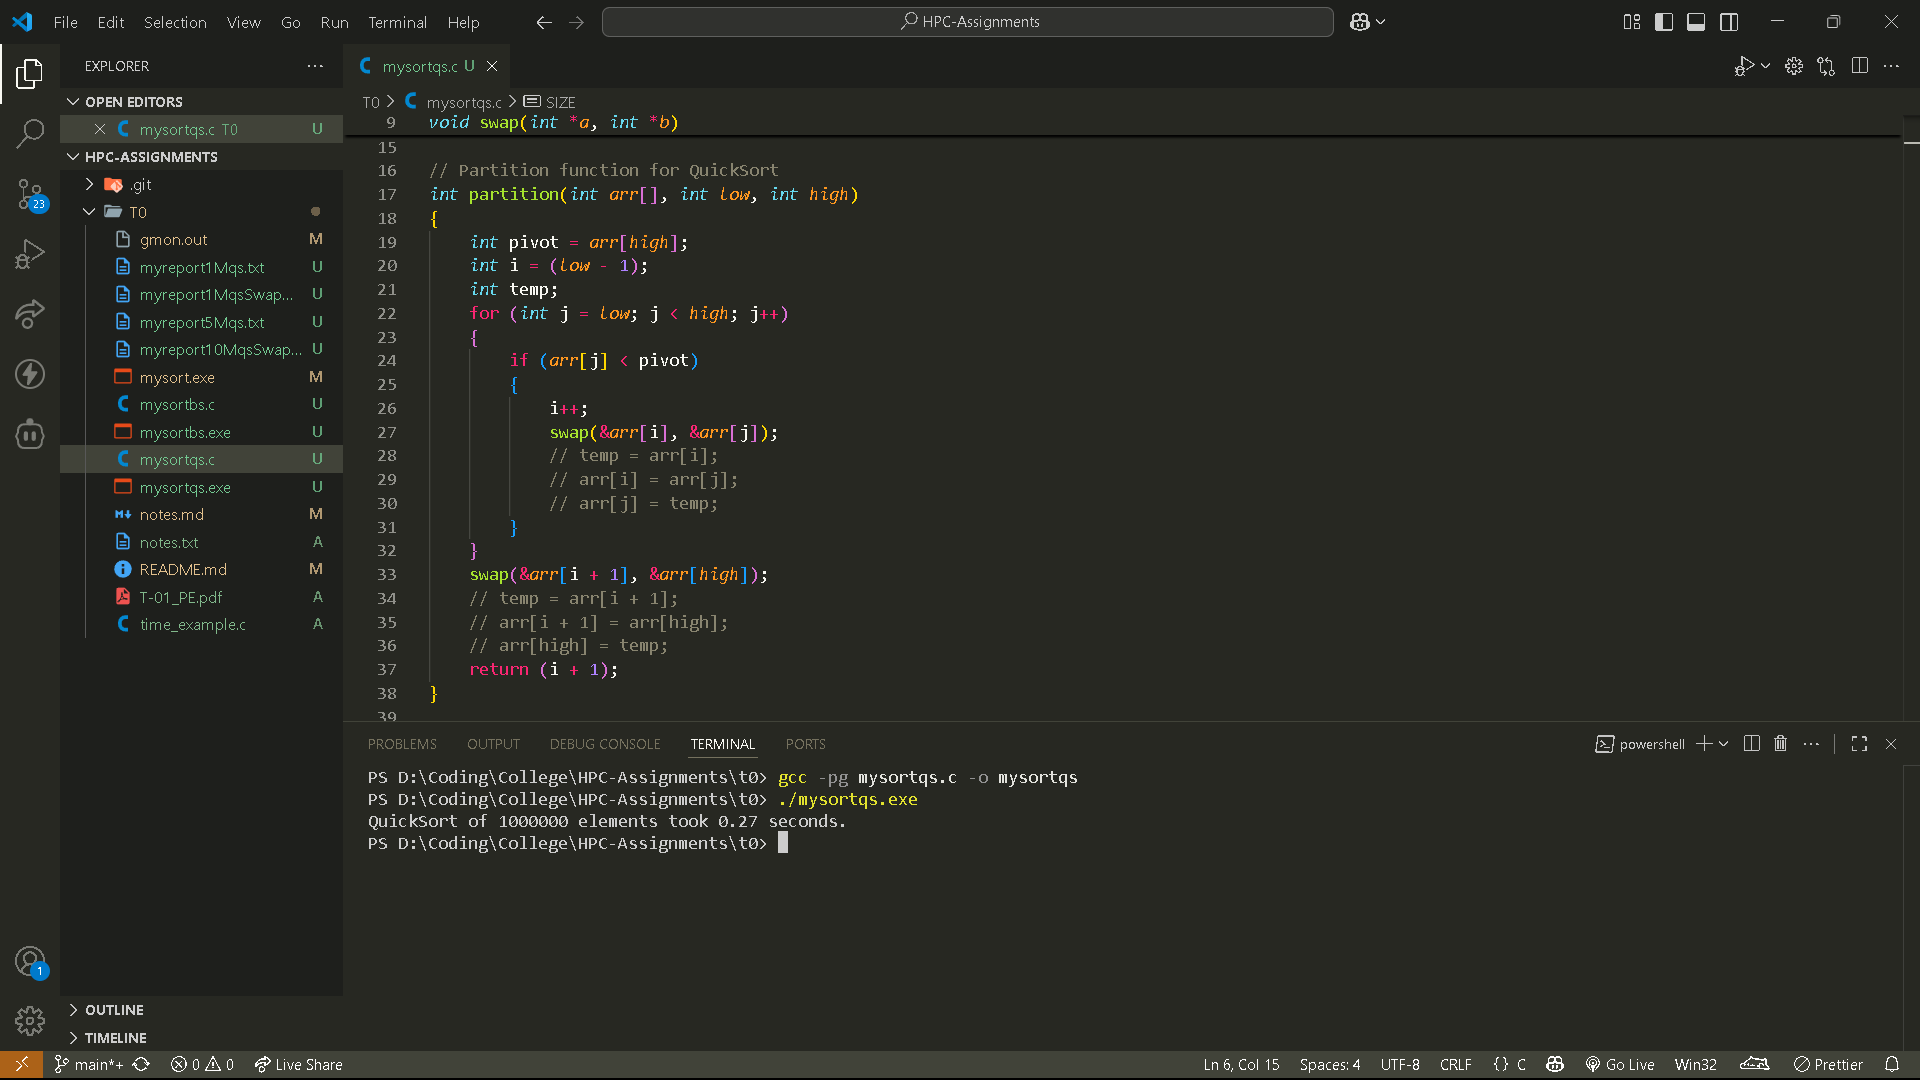 File Edit Selection View Go Run Terminal Help
HPC-Assignments
EXPLORER
OPEN EDITORS
mysortqs.c T0 U
HPC-ASSIGNMENTS
.git
T0
gmon.out M
myreport1Mqs.txt U
myreport1MqsSwap... U
myreport5Mqs.txt U
myreport10MqsSwap... U
mysort.exe M
mysortbs.c U
mysortbs.exe U
mysortqs.c U
mysortqs.exe U
notes.md M
notes.txt A
README.md M
T-01_PE.pdf A
time_example.c A
OUTLINE
TIMELINE
23
1
mysortqs.c U
T0 > mysortqs.c > SIZE
9 void swap(int *a, int *b)
15
16 // Partition function for QuickSort
17 int partition(int arr[], int low, int high)
18 {
19 int pivot = arr[high];
20 int i = (low - 1);
21 int temp;
22 for (int j = low; j < high; j++)
23 {
24 if (arr[j] < pivot)
25 {
26 i++;
27 swap(&arr[i], &arr[j]);
28 // temp = arr[i];
29 // arr[i] = arr[j];
30 // arr[j] = temp;
31 }
32 }
33 swap(&arr[i + 1], &arr[high]);
34 // temp = arr[i + 1];
35 // arr[i + 1] = arr[high];
36 // arr[high] = temp;
37 return (i + 1);
38 }
39
PROBLEMS OUTPUT DEBUG CONSOLE TERMINAL PORTS
powershell
PS D:\Coding\College\HPC-Assignments\t0> gcc -pg mysortqs.c -o mysortqs
PS D:\Coding\College\HPC-Assignments\t0> ./mysortqs.exe
QuickSort of 1000000 elements took 0.27 seconds.
PS D:\Coding\College\HPC-Assignments\t0>
main*+ 0 0 Live Share
Ln 6, Col 15 Spaces: 4 UTF-8 CRLF {} C Go Live Win32 Prettier